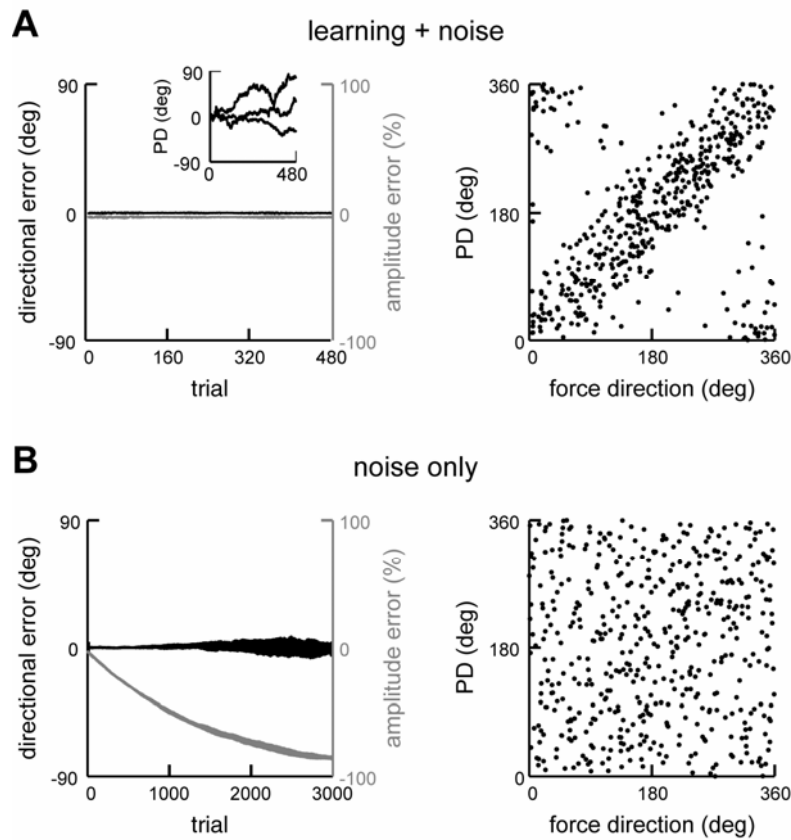 A
learning + noise
90
100
90
PD (deg)
0
-90
0
480
directional error (deg)
0
0
amplitude error (%)
-90
-100
0
160
320
480
trial
360
PD (deg)
180
0
0
180
360
force direction (deg)
B
noise only
90
100
directional error (deg)
0
0
amplitude error (%)
-90
-100
0
1000
2000
3000
trial
360
PD (deg)
180
0
0
180
360
force direction (deg)